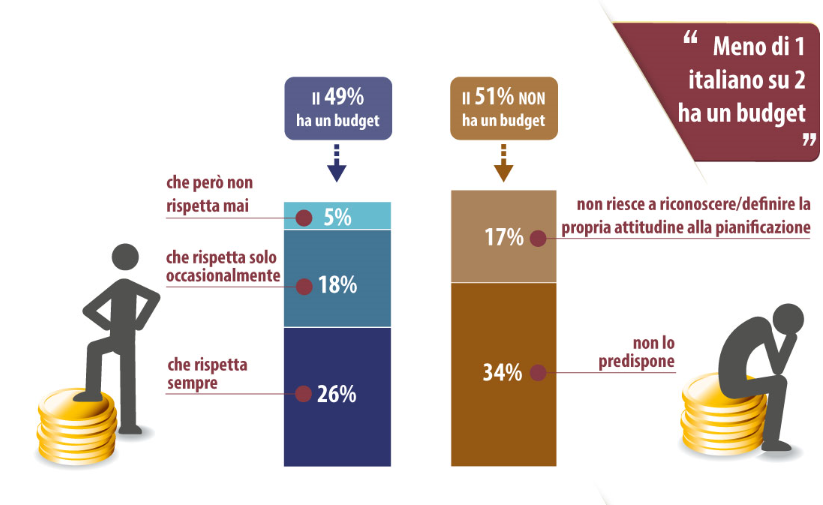 “ Meno di 1
italiano su 2
ha un budget
”
Il 49%
ha un budget
Il 51% NON
ha un budget
che però non
rispetta mai
5%
che rispetta solo
occasionalmente
18%
che rispetta
sempre
26%
17%
non riesce a riconoscere/definire la
propria attitudine alla pianificazione
34%
non lo
predispone